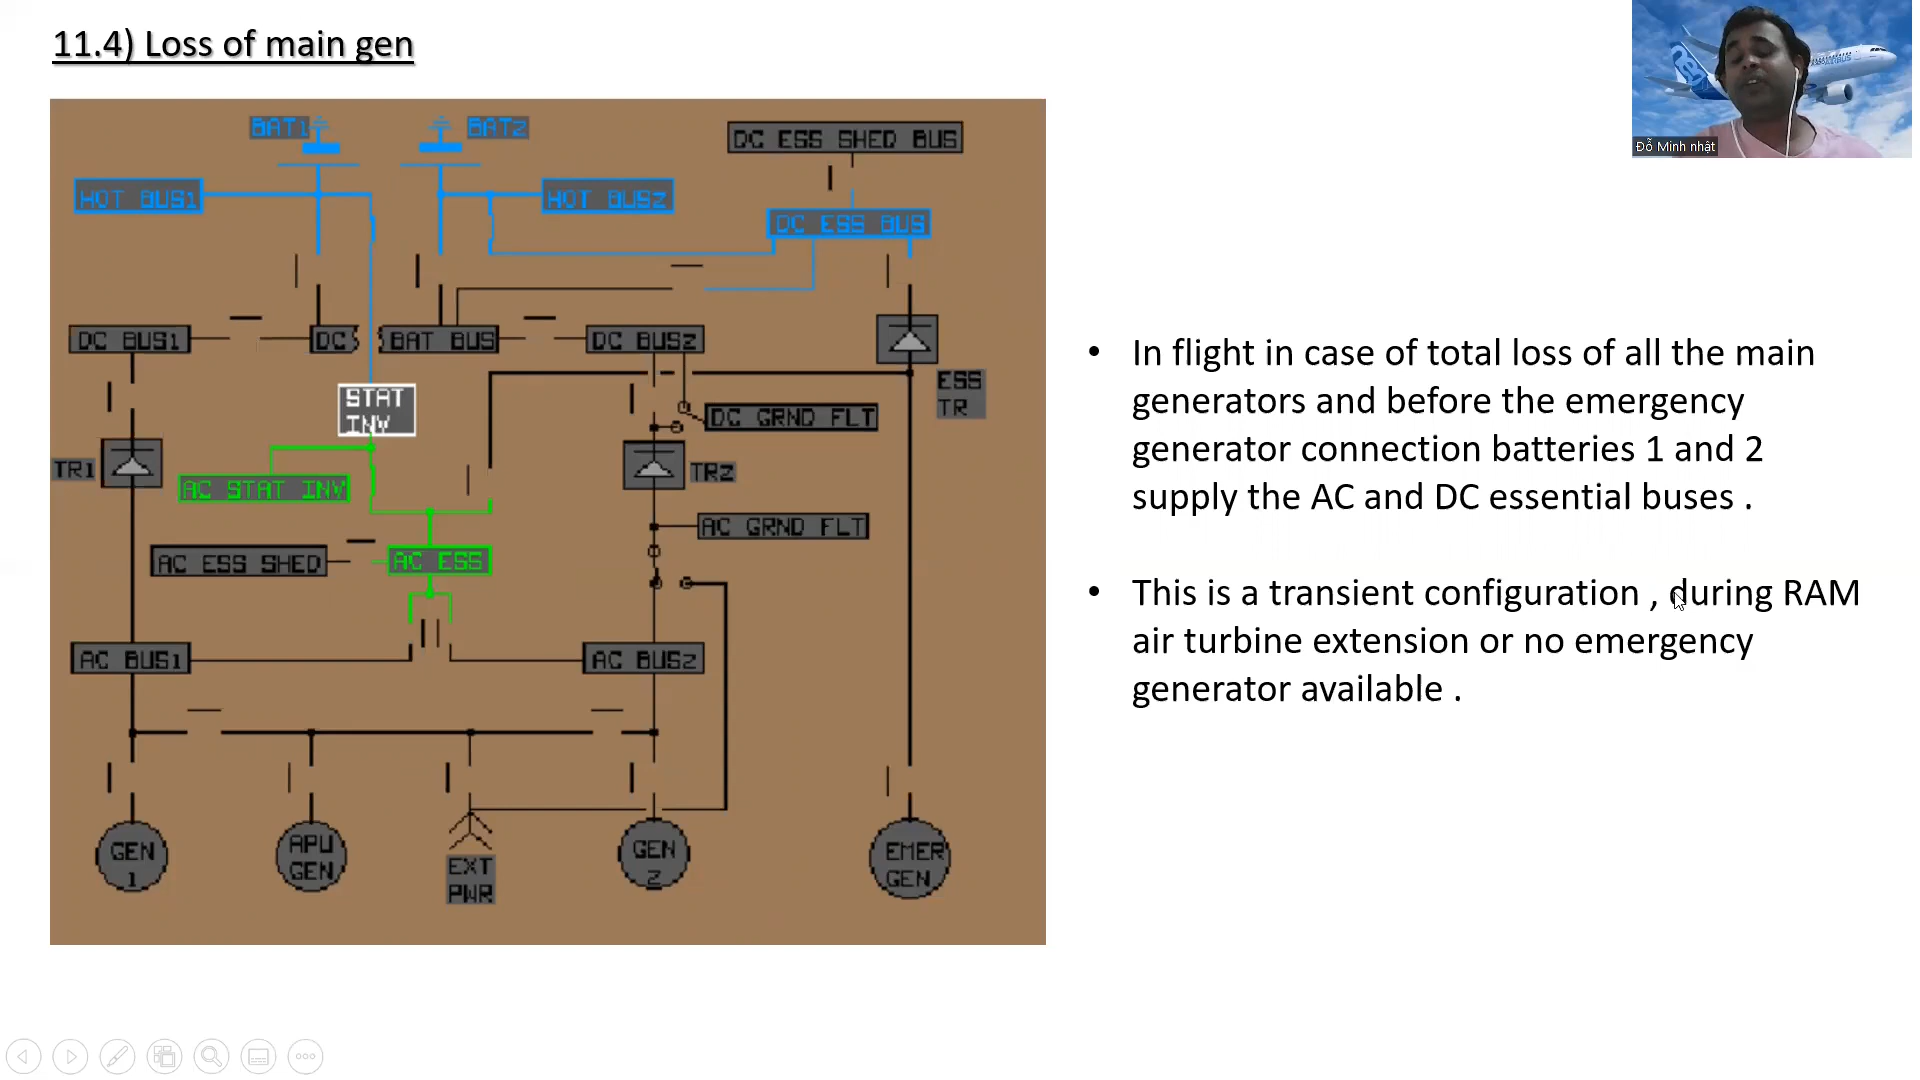 11.4) Loss of main gen
Đỗ Minh nhật
BAT1
BAT2
DC ESS SHED BUS
HOT BUS1
HOT BUS2
DC ESS BUS
DC BUS1
DC
BAT BUS
DC BUS2
ESS
TR
STAT
INV
DC GRND FLT
TR1
AC STAT INV
TR2
AC GRND FLT
AC ESS SHED
AC ESS
AC BUS1
AC BUS2
GEN
1
APU
GEN
EXT
PWR
GEN
2
EMER
GEN
• In flight in case of total loss of all the main
generators and before the emergency
generator connection batteries 1 and 2
supply the AC and DC essential buses .
• This is a transient configuration , during RAM
air turbine extension or no emergency
generator available .